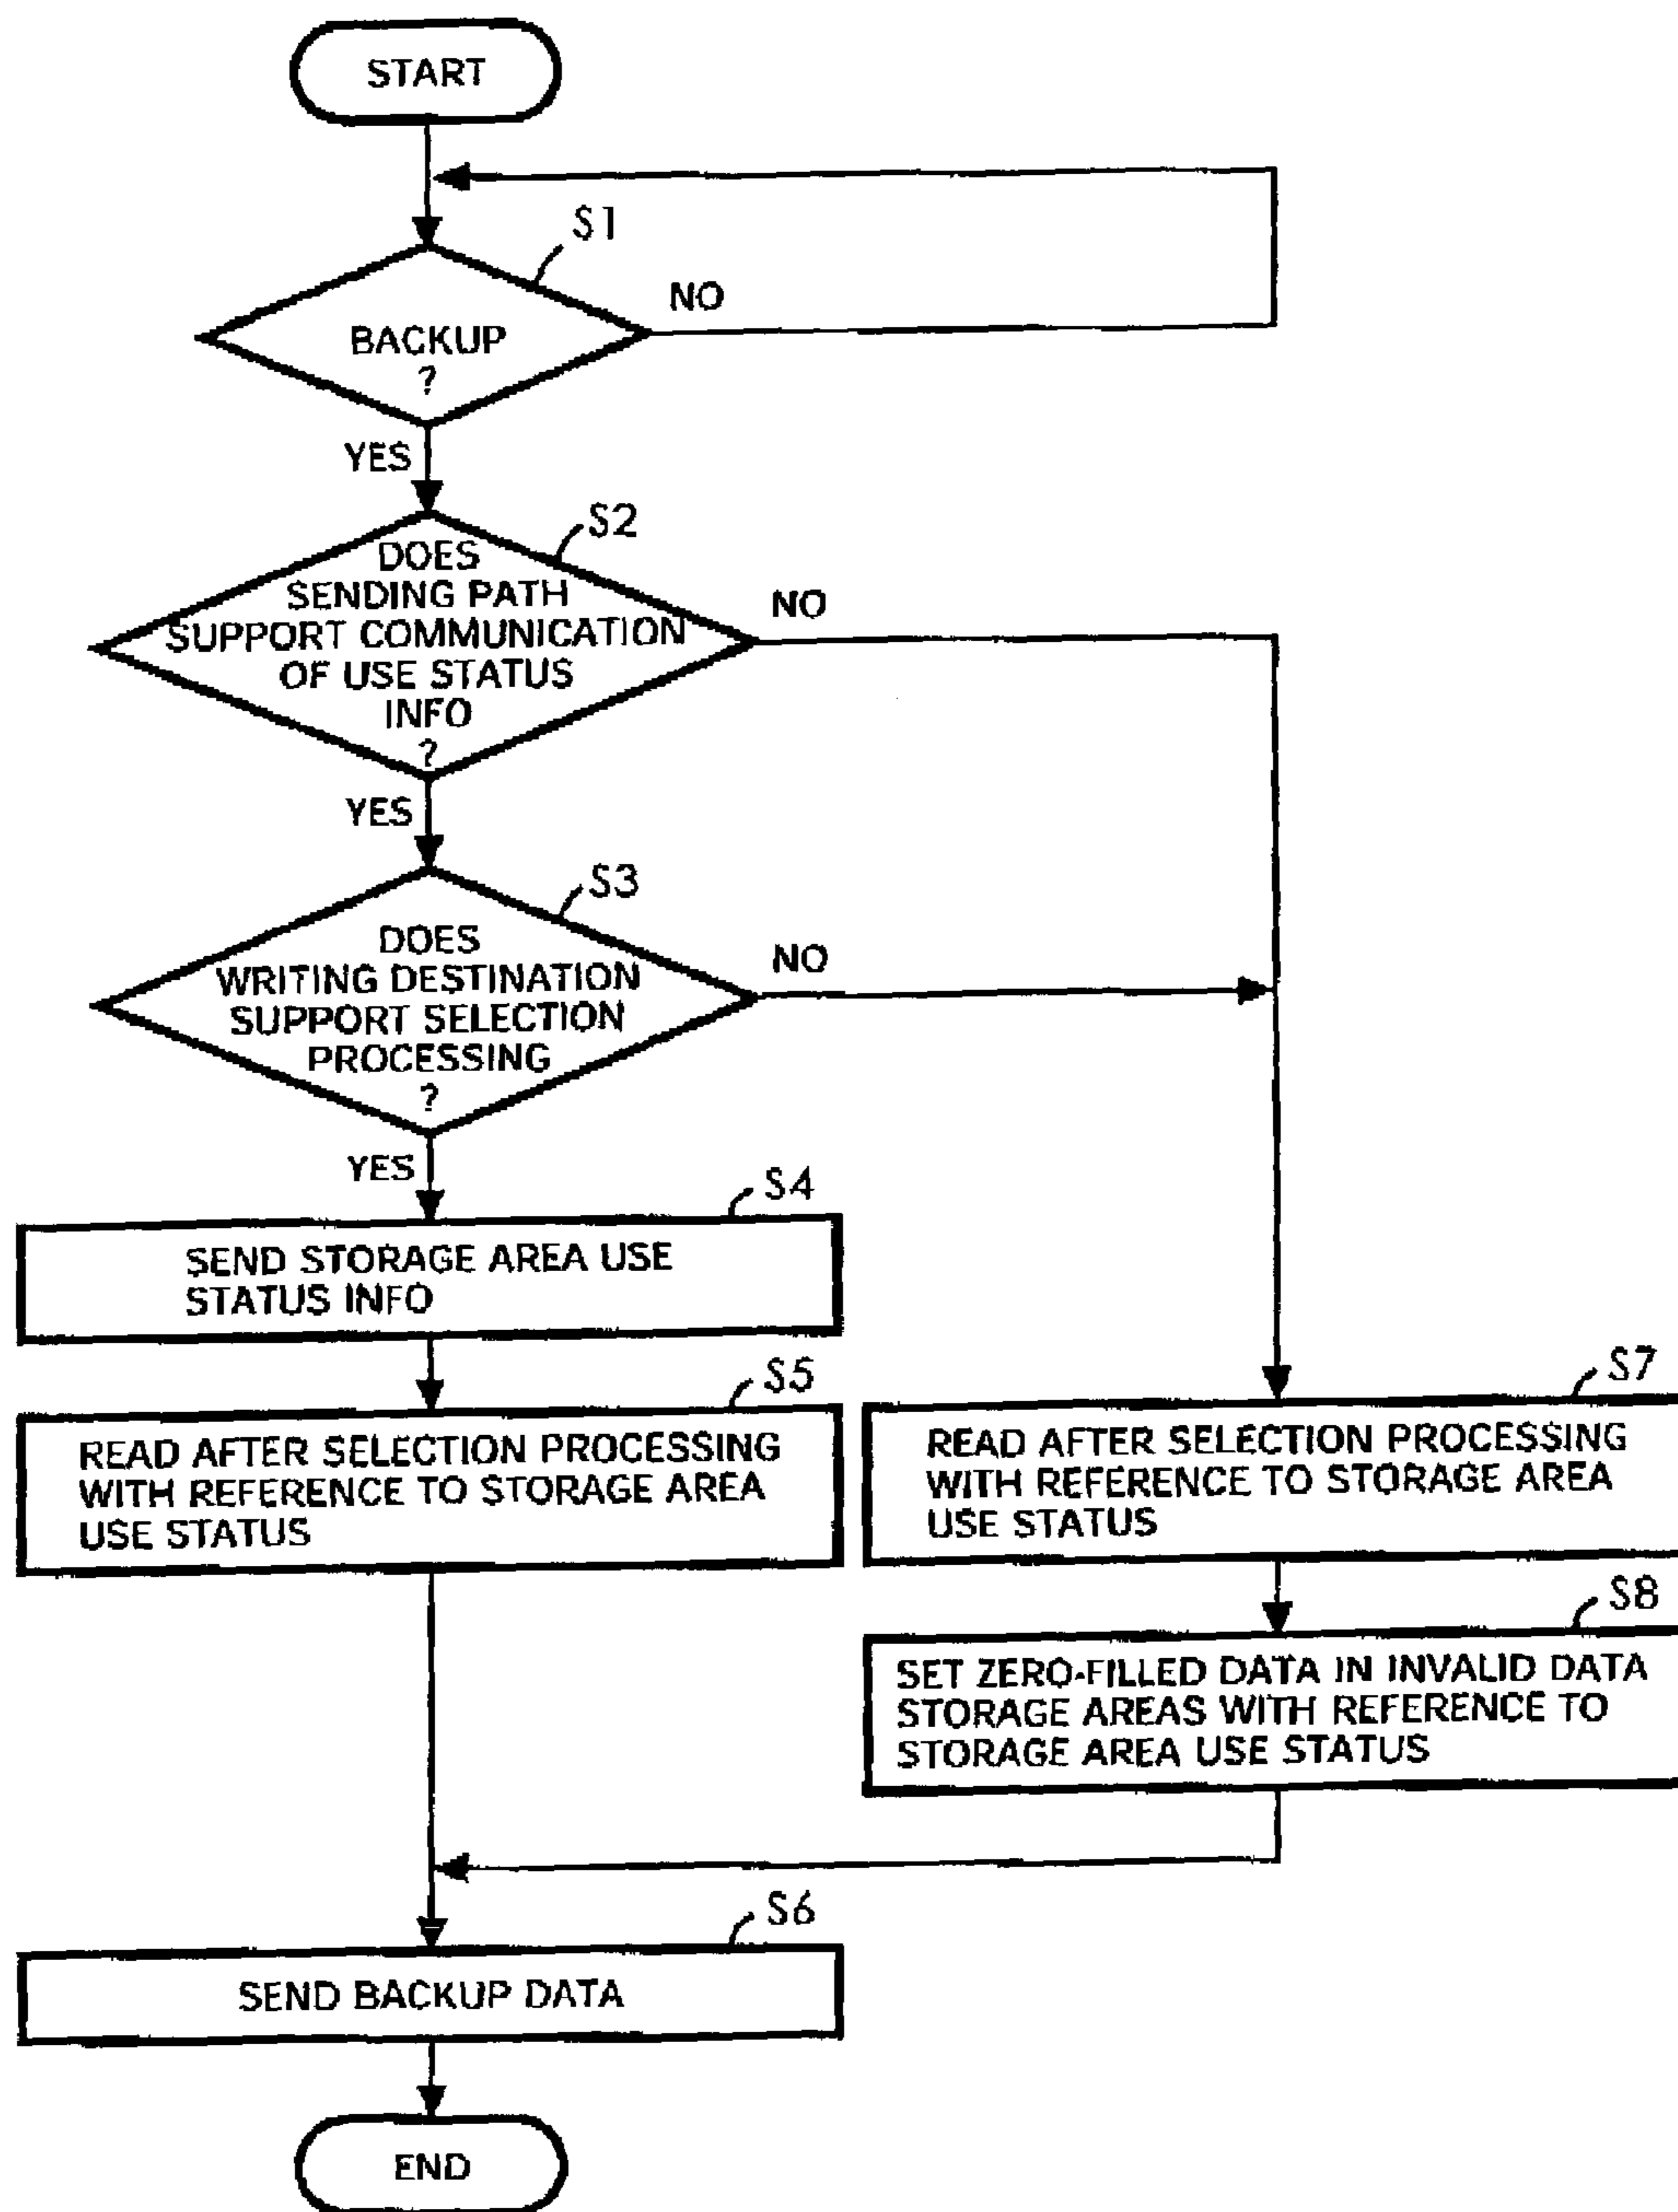 START
S1
BACKUP
?
NO
YES
S2
DOES
SENDING PATH
SUPPORT COMMUNICATION
OF USE STATUS
INFO
?
NO
YES
S3
DOES
WRITING DESTINATION
SUPPORT SELECTION
PROCESSING
?
NO
YES
S4
SEND STORAGE AREA USE
STATUS INFO
S5
READ AFTER SELECTION PROCESSING
WITH REFERENCE TO STORAGE AREA
USE STATUS
S7
READ AFTER SELECTION PROCESSING
WITH REFERENCE TO STORAGE AREA
USE STATUS
S8
SET ZERO-FILLED DATA IN INVALID DATA
STORAGE AREAS WITH REFERENCE TO
STORAGE AREA USE STATUS
S6
SEND BACKUP DATA
END